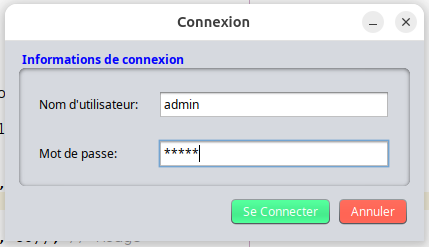 Connexion
Informations de connexion
Nom d'utilisateur: admin
Mot de passe: *****
Se Connecter Annuler